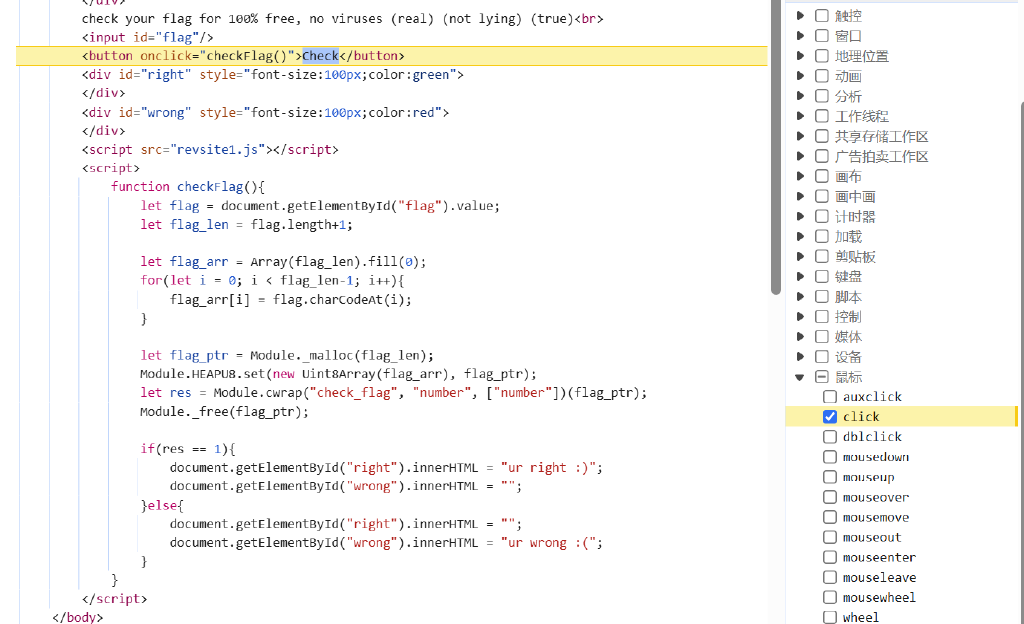 </div>
check your flag for 100% free, no viruses (real) (not lying) (true)<br>
<input id="flag"/>
<button onclick="checkFlag()">Check</button>
<div id="right" style="font-size:100px;color:green">
</div>
<div id="wrong" style="font-size:100px;color:red">
</div>
<script src="revsite1.js"></script>
<script>
function checkFlag(){
let flag = document.getElementById("flag").value;
let flag_len = flag.length+1;
let flag_arr = Array(flag_len).fill(0);
for(let i = 0; i < flag_len-1; i++){
flag_arr[i] = flag.charCodeAt(i);
}
let flag_ptr = Module._malloc(flag_len);
Module.HEAPU8.set(new Uint8Array(flag_arr), flag_ptr);
let res = Module.cwrap("check_flag", "number", ["number"])(flag_ptr);
Module._free(flag_ptr);
if(res == 1){
document.getElementById("right").innerHTML = "ur right :)";
document.getElementById("wrong").innerHTML = "";
}else{
document.getElementById("right").innerHTML = "";
document.getElementById("wrong").innerHTML = "ur wrong :(";
}
}
</script>
</body>
触控
窗口
地理位置
动画
分析
工作线程
共享存储工作区
广告拍卖工作区
画布
画中画
计时器
加载
剪贴板
键盘
脚本
控制
媒体
设备
鼠标
auxclick
click
dblclick
mousedown
mouseup
mouseover
mousemove
mouseout
mouseenter
mouseleave
mousewheel
wheel